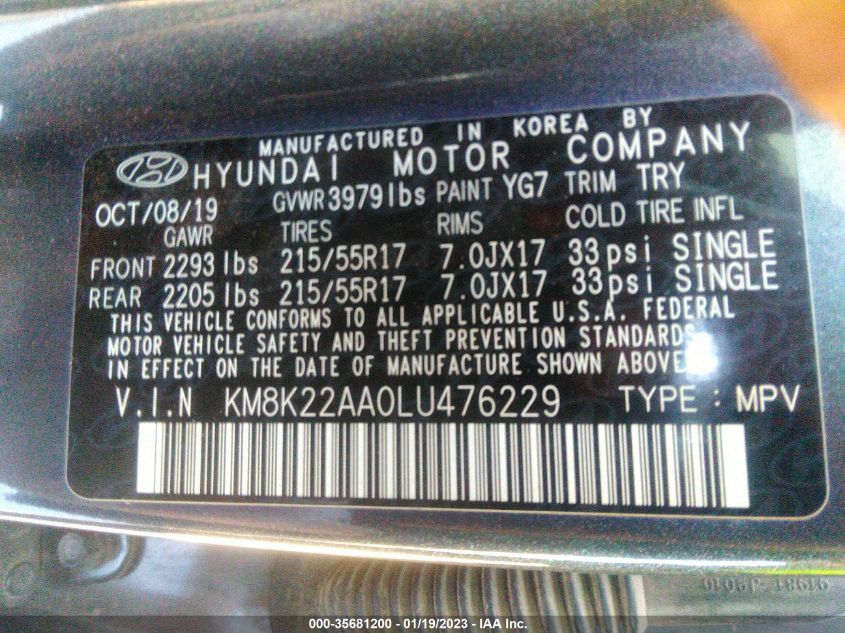 MANUFACTURED IN KOREA BY
HYUNDAI MOTOR COMPANY
OCT/08/19 GVWR 3979 lbs PAINT YG7 TRIM TRY
GAWR TIRES RIMS COLD TIRE INFL
FRONT 2293 lbs 215/55R17 7.0JX17 33psi SINGLE
REAR 2205 lbs 215/55R17 7.0JX17 33psi SINGLE
THIS VEHICLE CONFORMS TO ALL APPLICABLE U.S.A. FEDERAL
MOTOR VEHICLE SAFETY AND THEFT PREVENTION STANDARDS
IN EFFECT ON THE DATE OF MANUFACTURE SHOWN ABOVE
V.I.N KM8K22AA0LU476229 TYPE : MPV
000-35681200 — 01/19/2023 — IAA Inc.